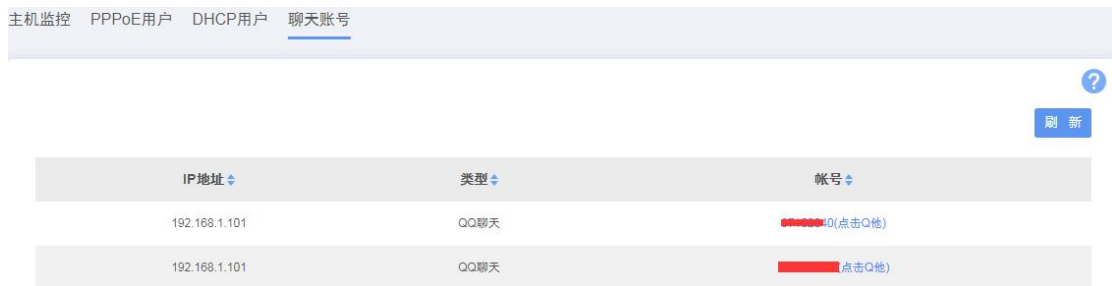 主机监控 PPPoE用户 DHCP用户 聊天账号
?
刷 新
IP地址 类型 帐号
192.168.1.101 QQ聊天 40(点击Q他)
192.168.1.101 QQ聊天 (点击Q他)